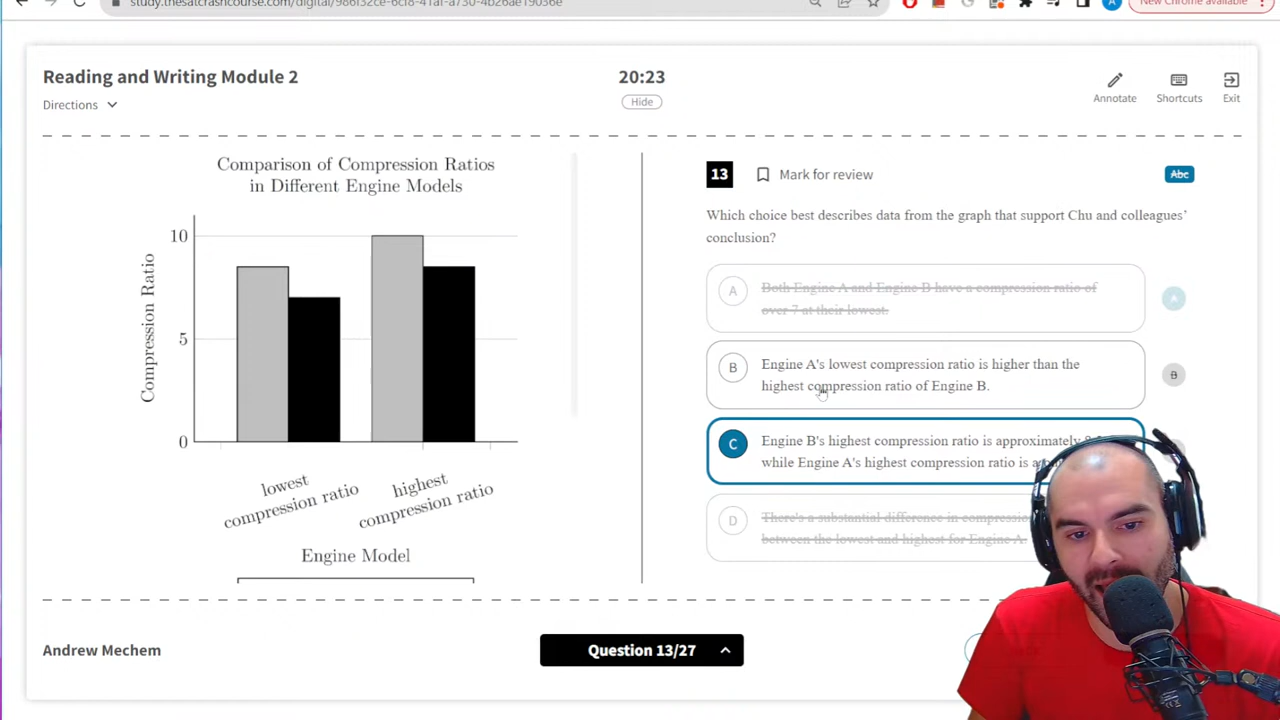 Reading and Writing Module 2
Directions
20:23
Hide
Annotate
Shortcuts
Exit
New Chrome available
Comparison of Compression Ratios
in Different Engine Models
Compression Ratio
10
5
0
lowest
compression ratio
highest
compression ratio
Engine Model
13
Mark for review
Abc
Which choice best describes data from the graph that support Chu and colleagues’
conclusion?
A
Both Engine A and Engine B have a compression ratio of
over 7 at their lowest.
A
B
Engine A's lowest compression ratio is higher than the
highest compression ratio of Engine B.
B
C
Engine B's highest compression ratio is approximately
while Engine A's highest compression ratio is
D
There's a substantial difference in
between the lowest and highest for Engine A.
Andrew Mechem
Question 13/27